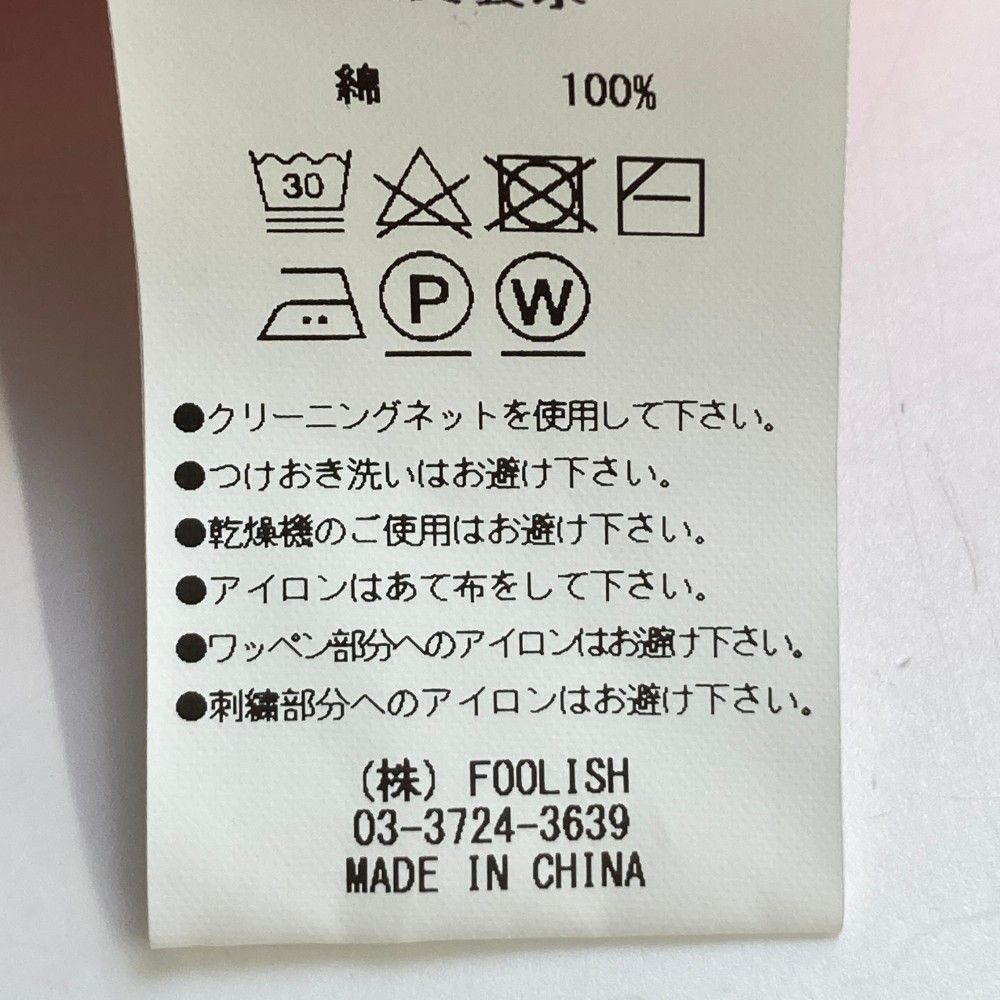 綿 100%
30
P W
●クリーニングネットを使用して下さい。
●つけおき洗いはお避け下さい。
●乾燥機のご使用はお避け下さい。
●アイロンはあて布をして下さい。
●ワッペン部分へのアイロンはお避け下さい。
●刺繍部分へのアイロンはお避け下さい。
(株) FOOLISH
03-3724-3639
MADE IN CHINA